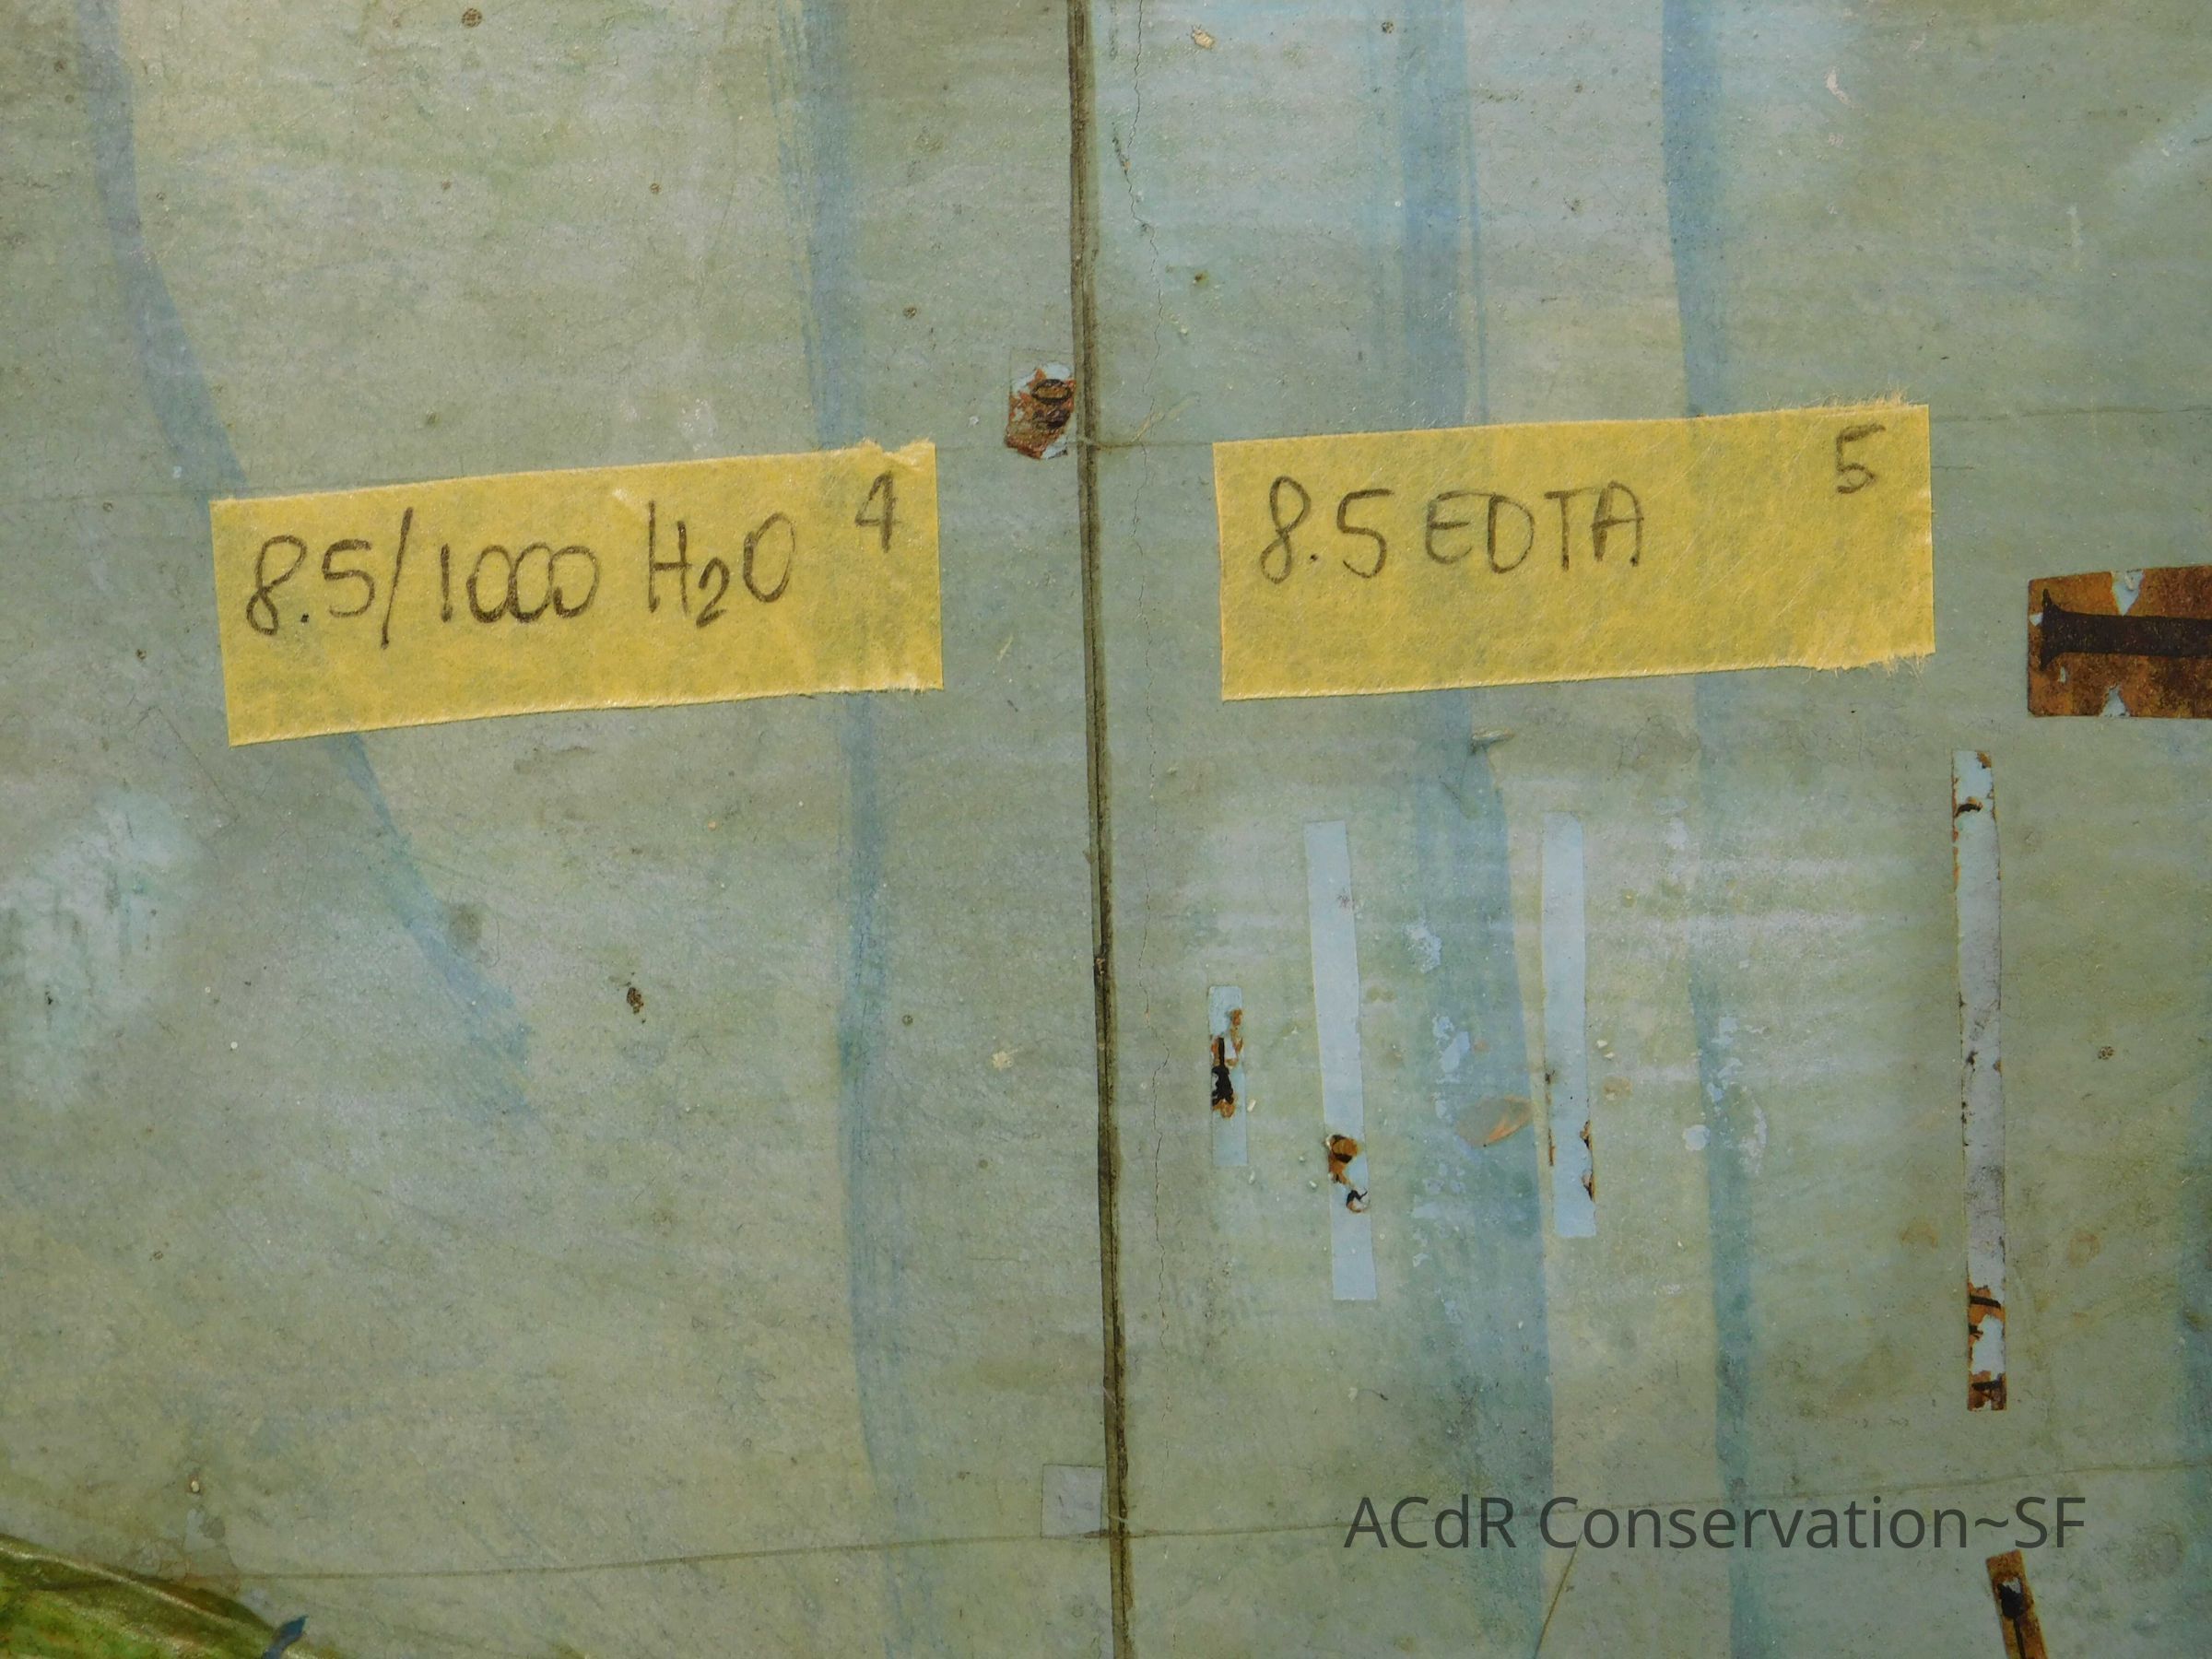 8.5/1000 H₂O 4
8.5 EDTA 5
ACdR Conservation~SF